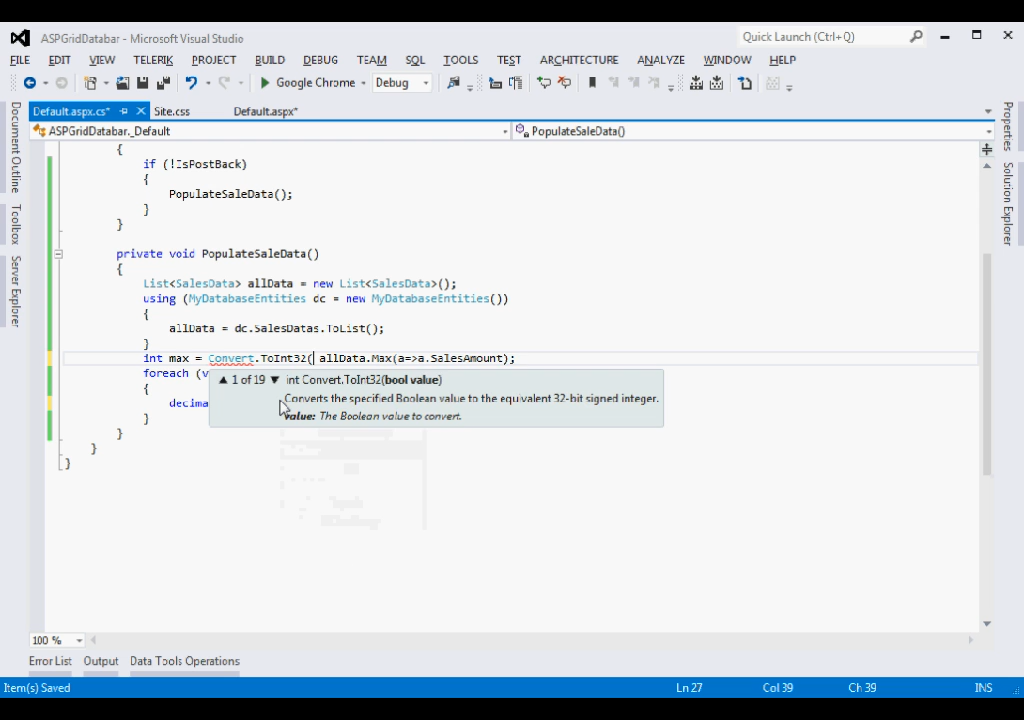 ASPGridDatabar - Microsoft Visual Studio
Quick Launch (Ctrl+Q)
FILE EDIT VIEW TELERIK PROJECT BUILD DEBUG TEAM SQL TOOLS TEST ARCHITECTURE ANALYZE WINDOW HELP
Google Chrome Debug
Default.aspx.cs* Site.css Default.aspx*
ASPGridDatabar._Default PopulateSaleData()
Document Outline
Toolbox
Server Explorer
Properties
Solution Explorer
{
if (!IsPostBack)
{
PopulateSaleData();
}
}
private void PopulateSaleData()
{
List<SalesData> allData = new List<SalesData>();
using (MyDatabaseEntities dc = new MyDatabaseEntities())
{
allData = dc.SalesDatas.ToList();
}
int max = Convert.ToInt32( allData.Max(a=>a.SalesAmount);
foreach (v
▲ 1 of 19 ▼ int Convert.ToInt32(bool value)
{
Converts the specified Boolean value to the equivalent 32-bit signed integer.
decima
value: The Boolean value to convert.
}
}
}
}
100 %
Error List Output Data Tools Operations
Item(s) Saved Ln 27 Col 39 Ch 39 INS